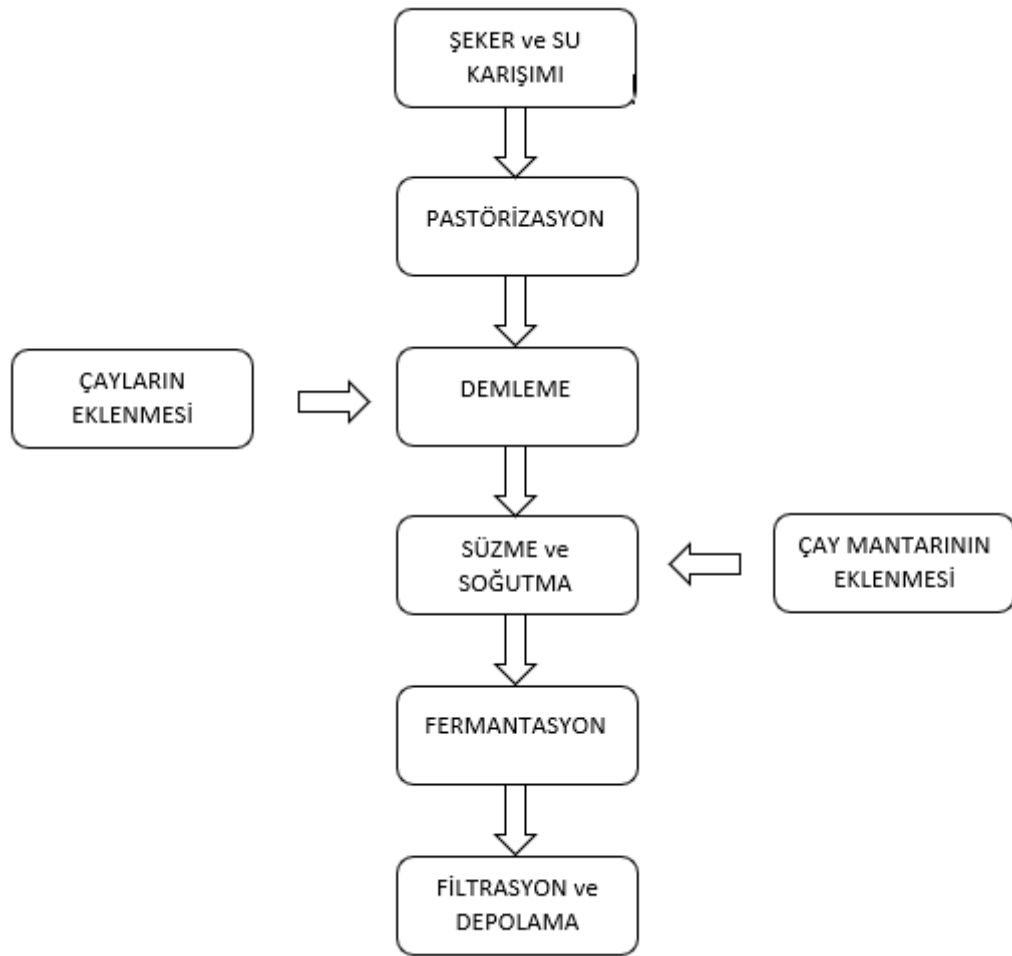 ŞEKER ve SU
KARIŞIMI
PASTÖRİZASYON
ÇAYLARIN
EKLENMESİ
DEMLEME
SÜZME ve
SOĞUTMA
ÇAY MANTARININ
EKLENMESİ
FERMANTASYON
FİLTRASYON ve
DEPOLAMA